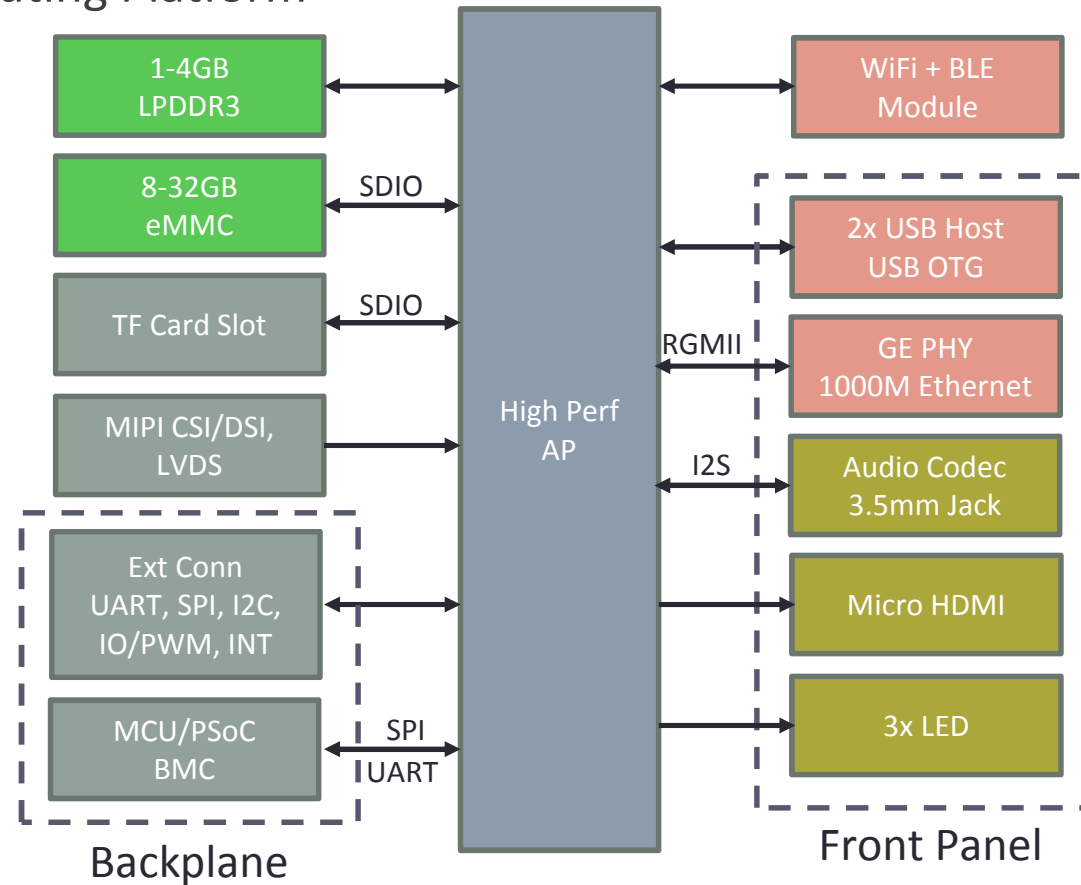 1-4GB
LPDDR3
8-32GB
eMMC
SDIO
TF Card Slot
SDIO
MIPI CSI/DSI,
LVDS
Ext Conn
UART, SPI, I2C,
IO/PWM, INT
MCU/PSoC
BMC
SPI
UART
Backplane
High Perf
AP
WiFi + BLE
Module
2x USB Host
USB OTG
RGMII
GE PHY
1000M Ethernet
I2S
Audio Codec
3.5mm Jack
Micro HDMI
3x LED
Front Panel